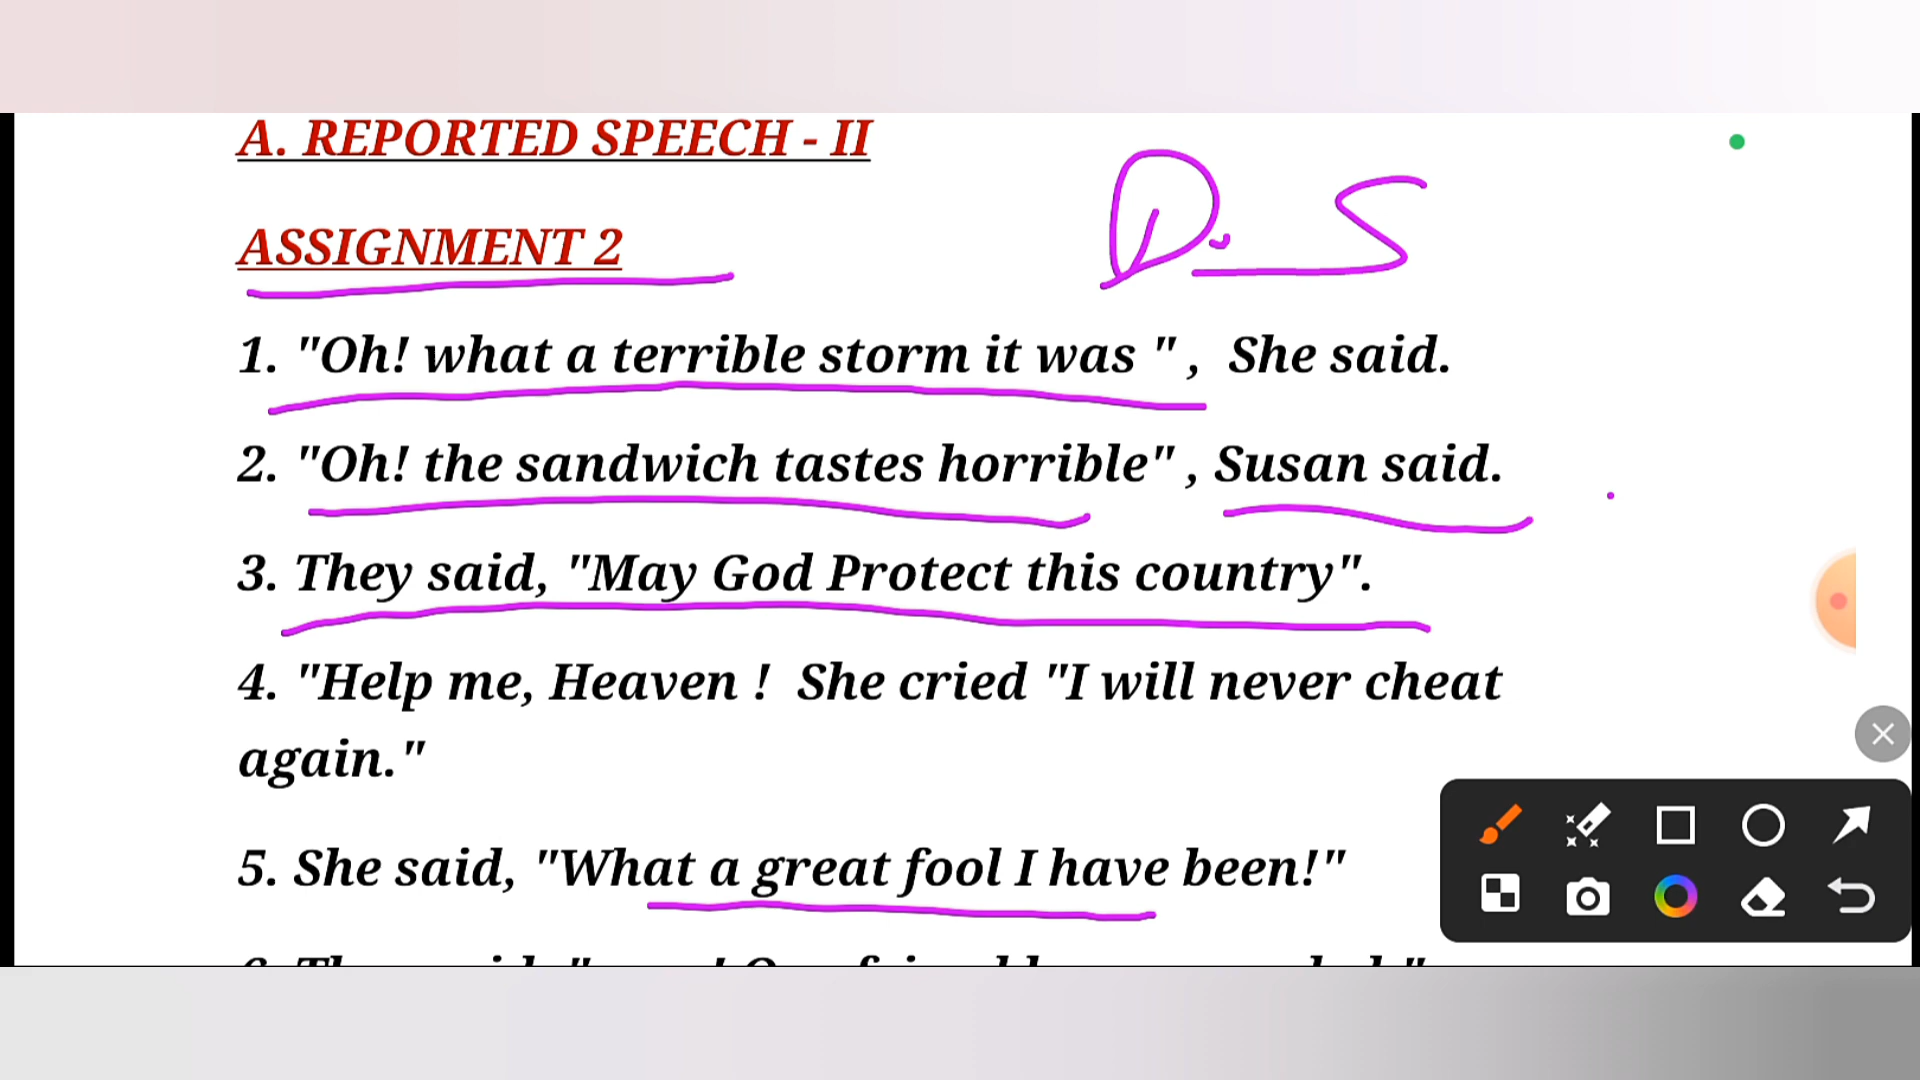 A. REPORTED SPEECH - II
D. S
ASSIGNMENT 2
1. "Oh! what a terrible storm it was " ,  She said.
2. "Oh! the sandwich tastes horrible" , Susan said.
3. They said, "May God Protect this country".
4. "Help me, Heaven !  She cried "I will never cheat
again."
5. She said, "What a great fool I have been!"